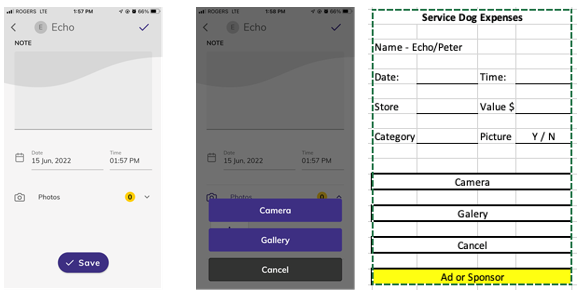 ROGERS LTE 1:57 PM 66%
E Echo
NOTE
Date
15 Jun, 2022
Time
01:57 PM
Photos 0
Save
ROGERS LTE 1:58 PM 66%
E Echo
NOTE
Date
15 Jun, 2022
Time
01:57 PM
Photos 0
Camera
Gallery
Cancel
Service Dog Expenses
Name - Echo/Peter
Date: Time:
Store Value $
Category Picture Y / N
Camera
Galery
Cancel
Ad or Sponsor